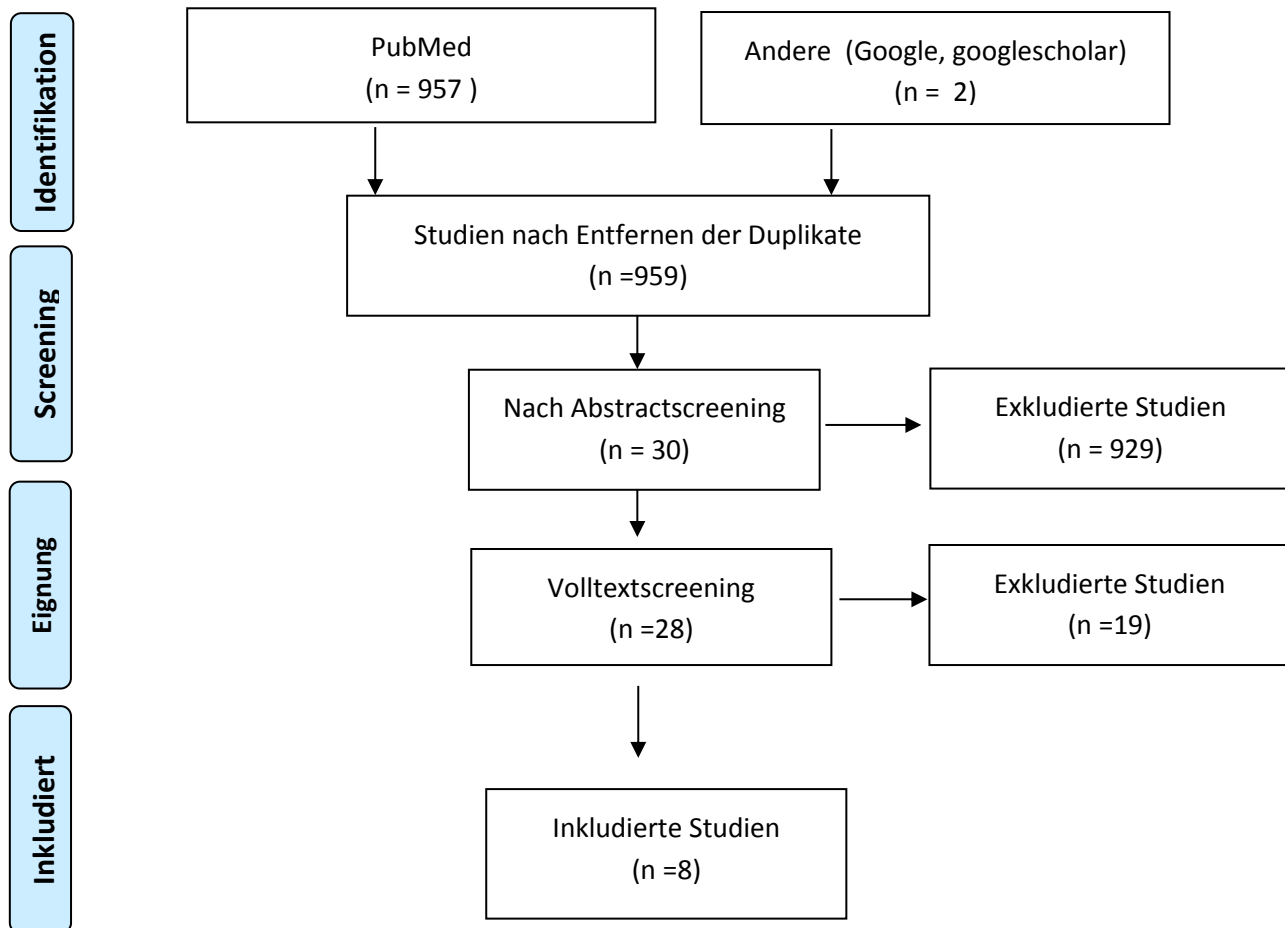 Identifikation
PubMed
(n = 957 )
Andere  (Google, googlescholar)
(n =  2)
Studien nach Entfernen der Duplikate
(n =959)
Screening
Nach Abstractscreening
(n = 30)
Exkludierte Studien
(n = 929)
Eignung
Volltextscreening
(n =28)
Exkludierte Studien
(n =19)
Inkludiert
Inkludierte Studien
(n =8)